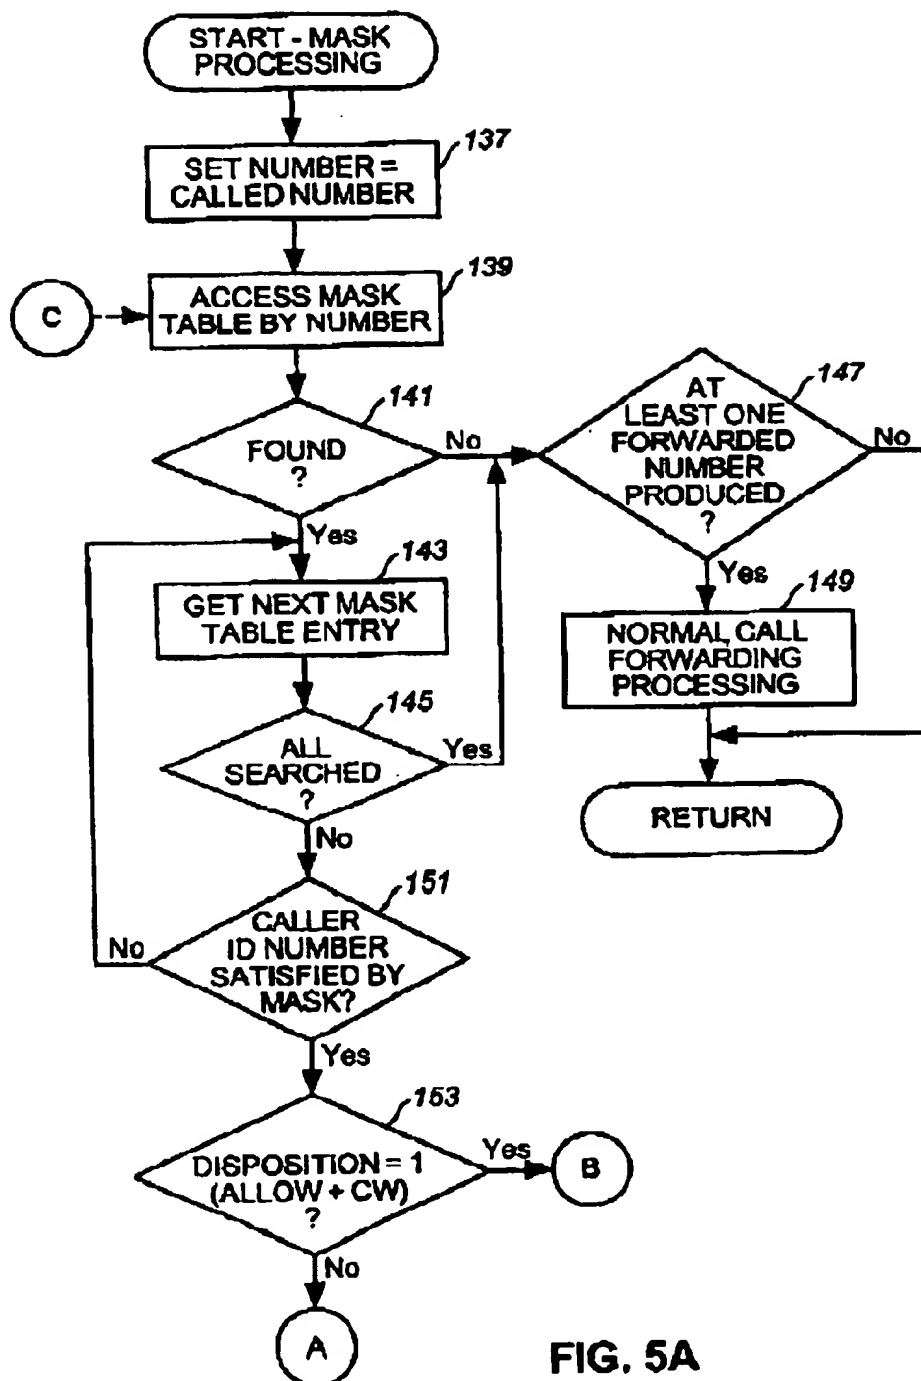 START - MASK
PROCESSING
137
SET NUMBER =
CALLED NUMBER
139
C
ACCESS MASK
TABLE BY NUMBER
141
FOUND
?
No
Yes
147
AT
LEAST ONE
FORWARDED
NUMBER
PRODUCED
?
No
Yes
143
GET NEXT MASK
TABLE ENTRY
149
NORMAL CALL
FORWARDING
PROCESSING
145
ALL
SEARCHED
?
Yes
No
RETURN
151
CALLER
ID NUMBER
SATISFIED BY
MASK?
No
Yes
153
DISPOSITION = 1
(ALLOW + CW)
?
Yes
B
No
A
FIG. 5A